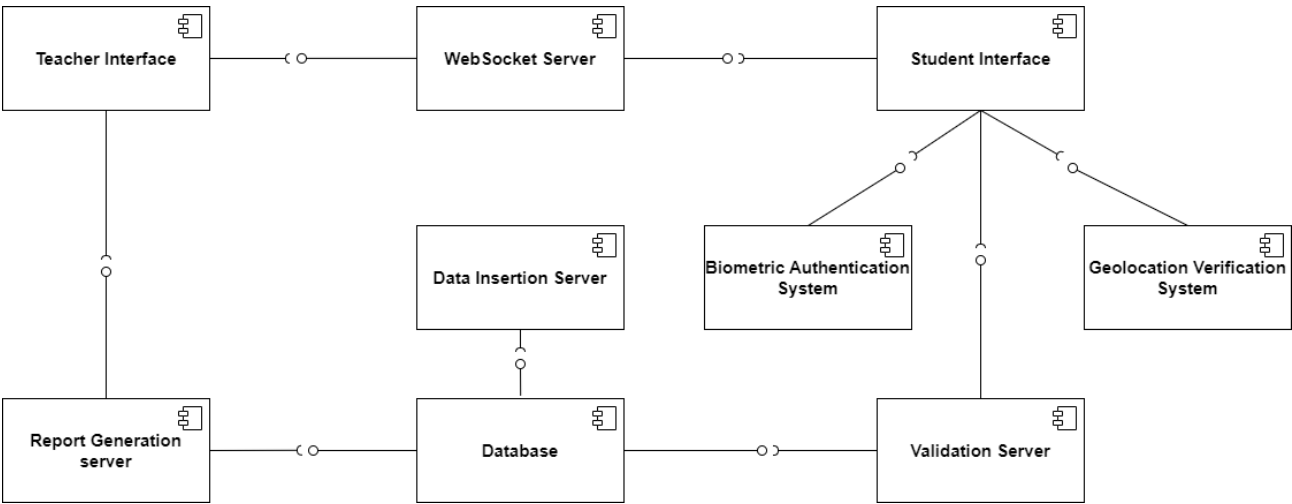 Teacher Interface
WebSocket Server
Student Interface
Data Insertion Server
Biometric Authentication
System
Geolocation Verification
System
Report Generation
server
Database
Validation Server